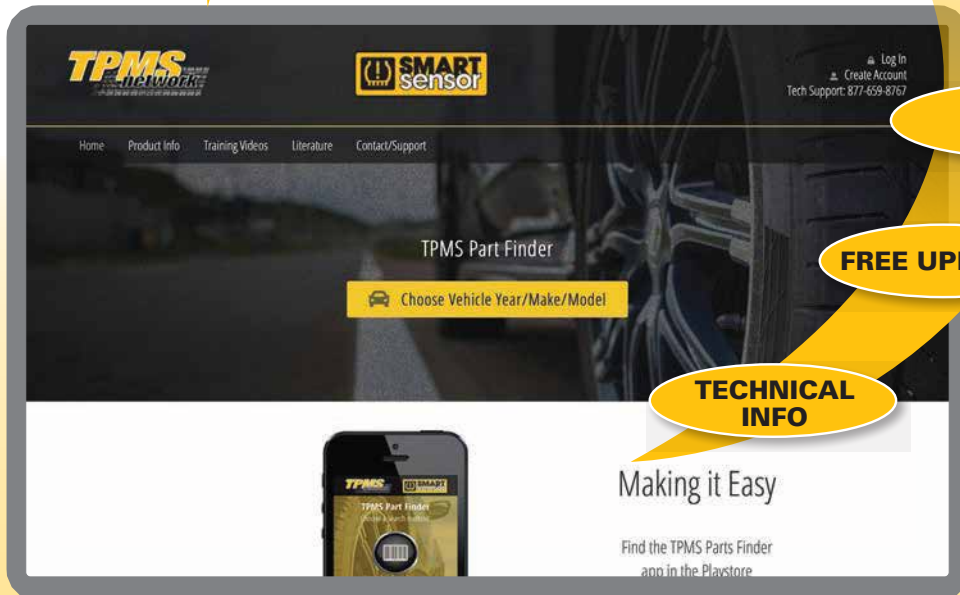 TPMS
network
SMART
sensor
Log In
Create Account
Tech Support: 877-659-8767
Home Product Info Training Videos Literature Contact/Support
TPMS Part Finder
Choose Vehicle Year/Make/Model
FREE UP
TECHNICAL
INFO
TPMS SMART
TPMS Part Finder
Making it Easy
Find the TPMS Parts Finder
app in the Playstore